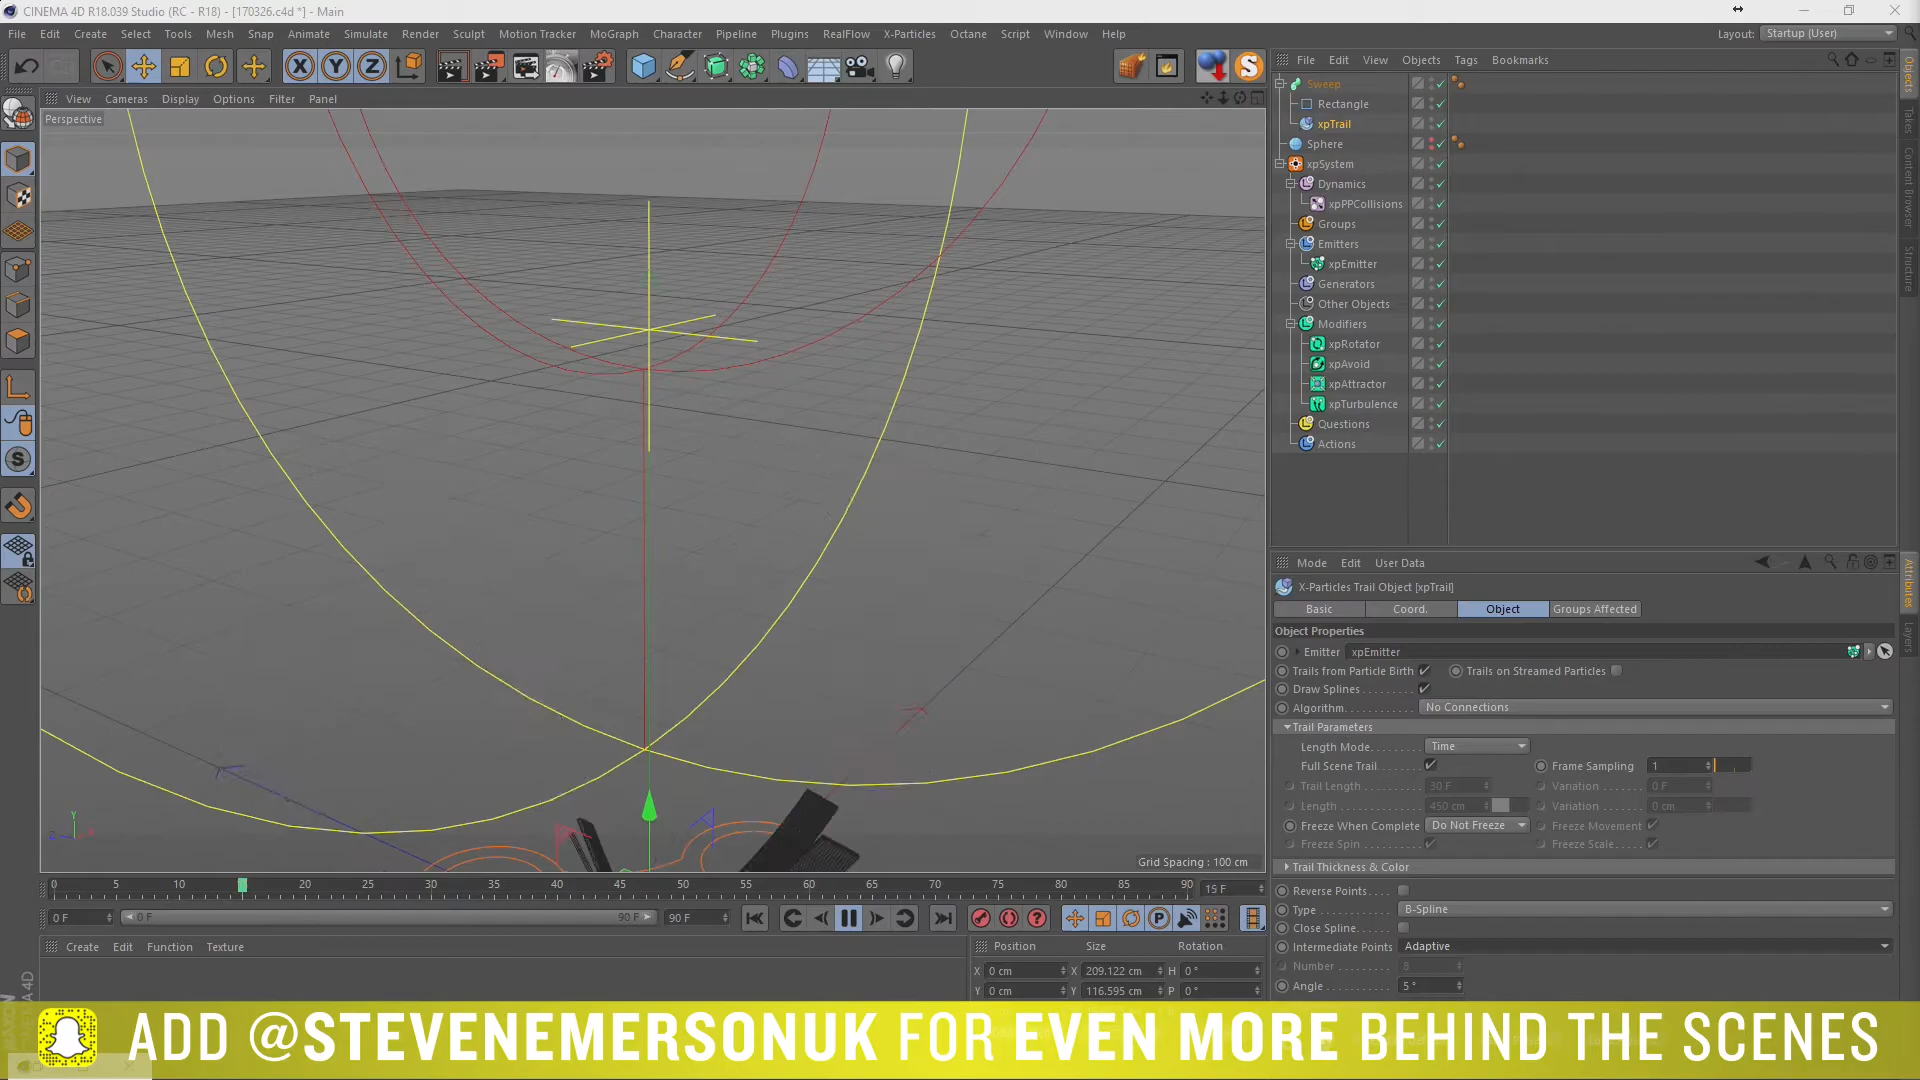 CINEMA 4D R18.039 Studio (RC - R18) - [170326.c4d *] - Main
File Edit Create Select Tools Mesh Snap Animate Simulate Render Sculpt Motion Tracker MoGraph Character Pipeline Plugins RealFlow X-Particles Octane Script Window Help
Layout: Startup (User)
File Edit View Objects Tags Bookmarks
View Cameras Display Options Filter Panel
Perspective
Sweep
Rectangle
xpTrail
Sphere
xpSystem
Dynamics
xpPPCollisions
Groups
Emitters
xpEmitter
Generators
Other Objects
Modifiers
xpRotator
xpAvoid
xpAttractor
xpTurbulence
Questions
Actions
Objects
Takes
Content Browser
Structure
Mode Edit User Data
X-Particles Trail Object [xpTrail]
Basic Coord. Object Groups Affected
Object Properties
Emitter xpEmitter
Trails from Particle Birth Trails on Streamed Particles
Draw Splines
Algorithm No Connections
Trail Parameters
Length Mode Time
Full Scene Trail Frame Sampling 1
Trail Length 30 F Variation 0 F
Length 450 cm Variation 0 cm
Freeze When Complete Do Not Freeze Freeze Movement
Freeze Spin Freeze Scale
Trail Thickness & Color
Reverse Points
Type B-Spline
Close Spline
Intermediate Points Adaptive
Number 8
Angle 5 °
Attributes
Layers
Y
Z
Grid Spacing : 100 cm
0 5 10 20 25 30 35 40 45 50 55 60 65 70 75 80 85 90 15 F
0 F 0 F 90 F 90 F
Create Edit Function Texture
Position Size Rotation
X 0 cm X 209.122 cm H 0 °
Y 0 cm Y 116.595 cm P 0 °
CINEMA 4D
ADD @STEVENEMERSONUK FOR EVEN MORE BEHIND THE SCENES